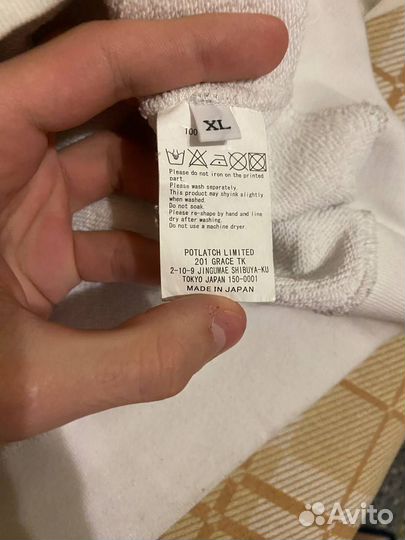 100 XL
Please do not iron on the printed
part.
Please wash separately.
This product may shyink slightly
when washed.
Do not soak.
Please re-shape by hand and line
dry after washing.
Do not use a machine dryer.
POTLATCH LIMITED
201 GRACE TK
2-10-9 JINGUMAE SHIBUYA-KU
TOKYO JAPAN 150-0001
MADE IN JAPAN
Avito